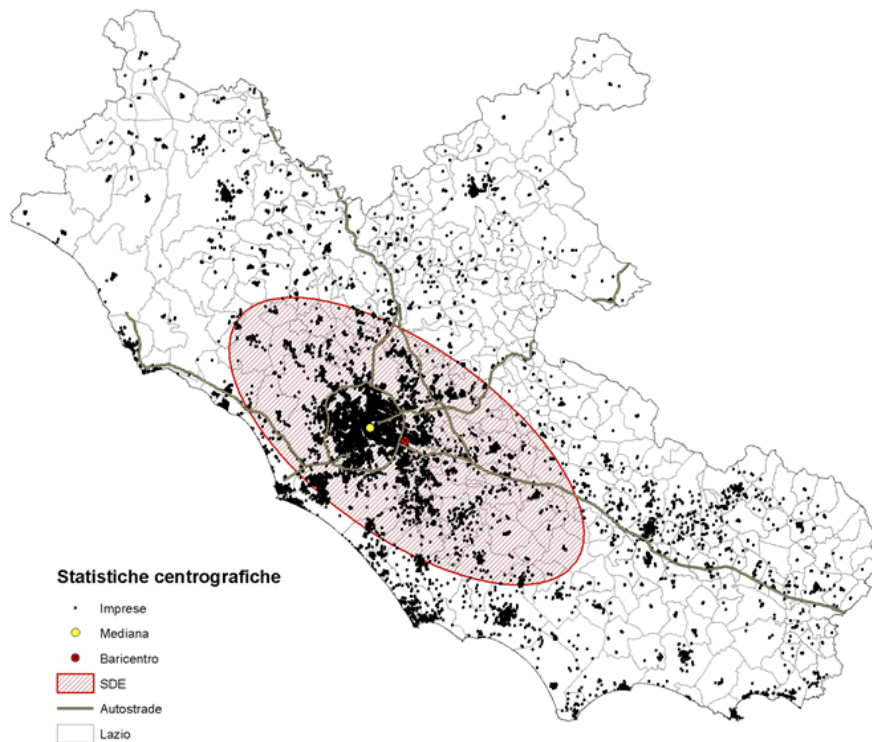 Statistiche centrografiche
Imprese
Mediana
Baricentro
SDE
Autostrade
Lazio